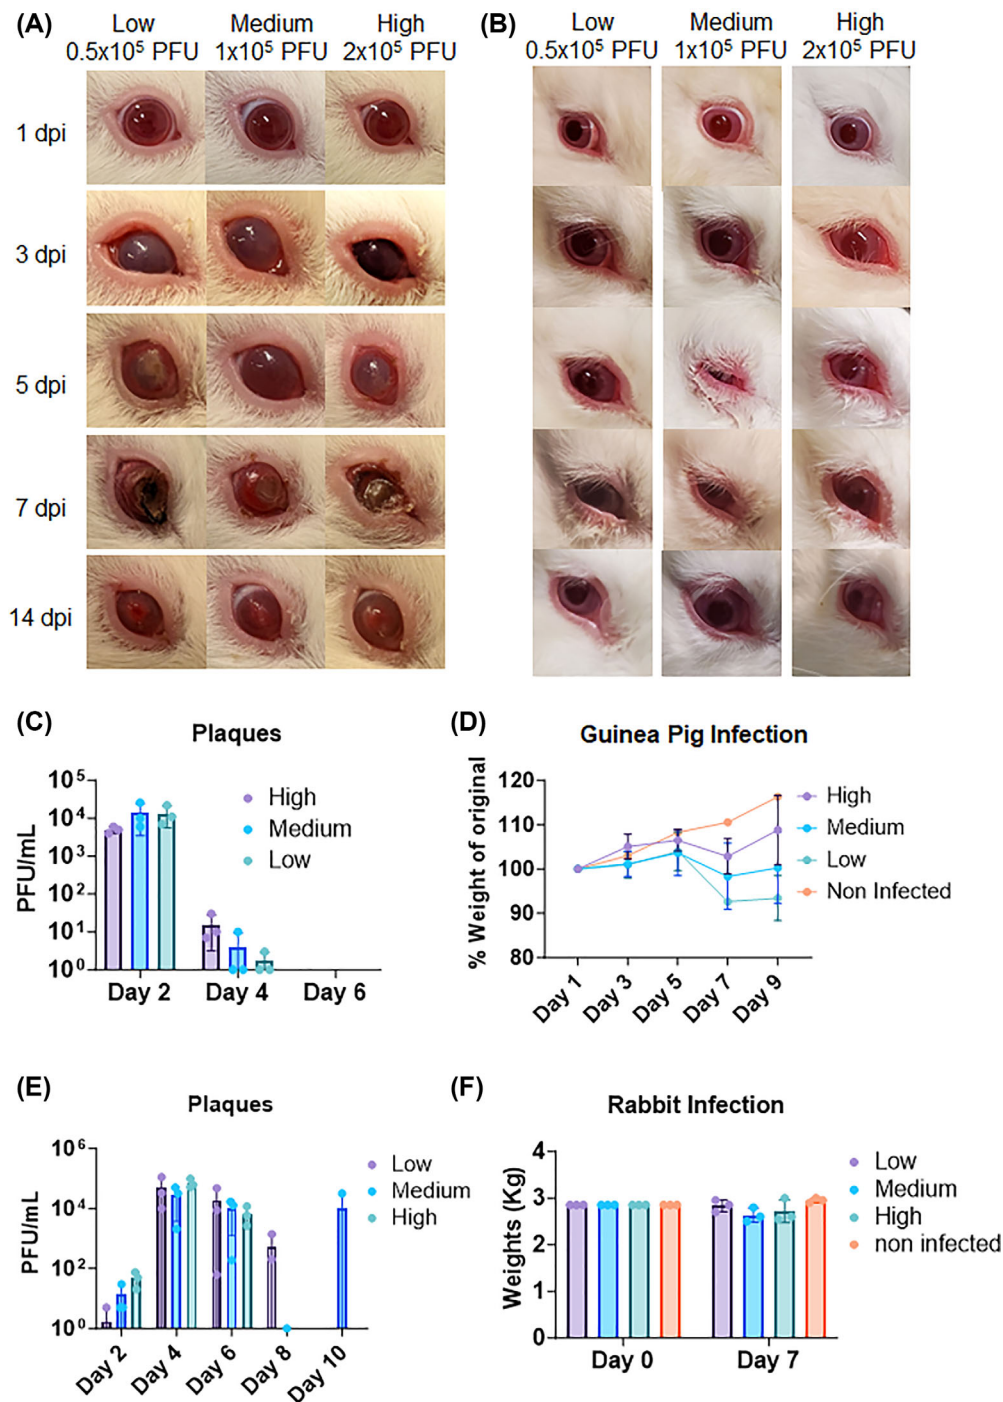 (A)
Low
0.5x10⁵ PFU
Medium
1x10⁵ PFU
High
2x10⁵ PFU
1 dpi
3 dpi
5 dpi
7 dpi
14 dpi
(B)
Low
0.5x10⁵ PFU
Medium
1x10⁵ PFU
High
2x10⁵ PFU
(C)
Plaques
PFU/mL
10⁵
10⁴
10³
10²
10¹
10⁰
Day 2
Day 4
Day 6
High
Medium
Low
(D)
Guinea Pig Infection
% Weight of original
120
110
100
90
80
Day 1
Day 3
Day 5
Day 7
Day 9
High
Medium
Low
Non Infected
(E)
Plaques
PFU/mL
10⁶
10⁴
10²
10⁰
Day 2
Day 4
Day 6
Day 8
Day 10
Low
Medium
High
(F)
Rabbit Infection
Weights (Kg)
4
3
2
1
0
Day 0
Day 7
Low
Medium
High
non infected